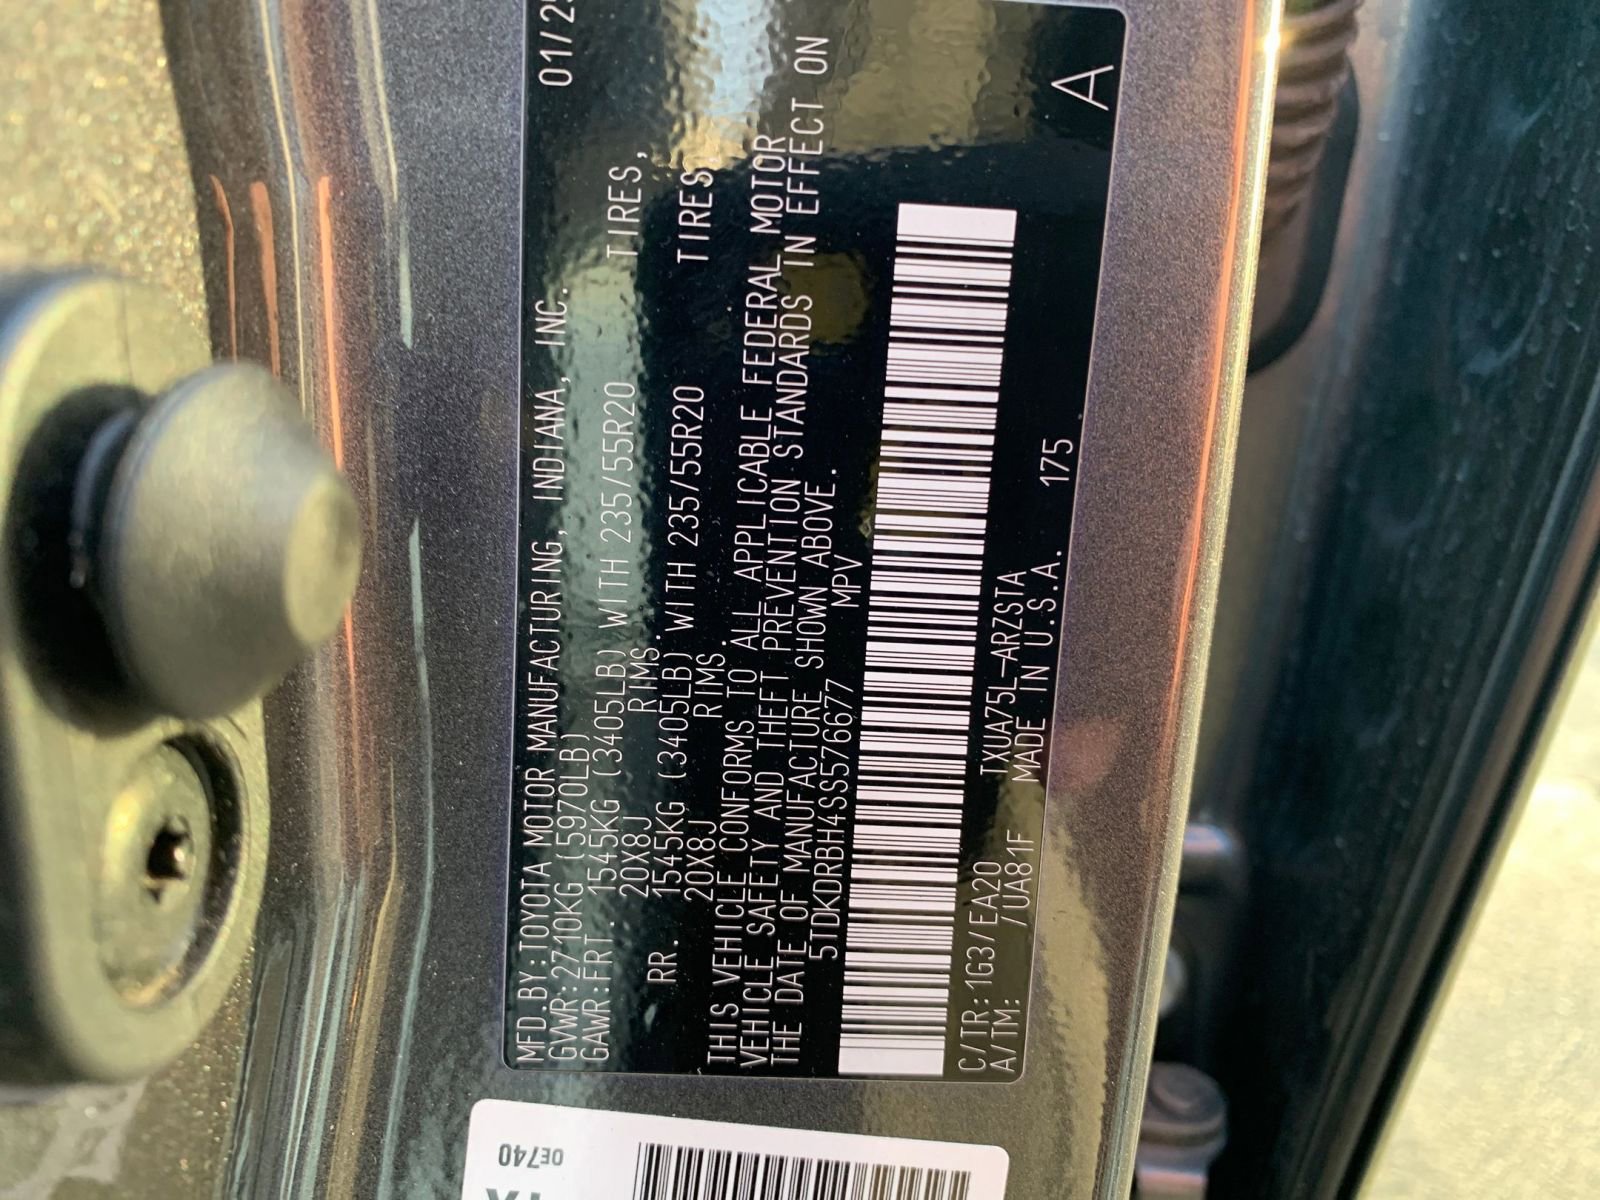 MFD.BY:TOYOTA MOTOR MANUFACTURING, INDIANA, INC. 01/25
GVWR:2710KG(5970LB)
GAWR:FRT. 1545KG (3405LB) WITH 235/55R20 TIRES,
20X8J RIMS.
RR. 1545KG (3405LB) WITH 235/55R20 TIRES,
20X8J RIMS.
THIS VEHICLE CONFORMS TO ALL APPLICABLE FEDERAL MOTOR
VEHICLE SAFETY AND THEFT PREVENTION STANDARDS IN EFFECT ON
THE DATE OF MANUFACTURE SHOWN ABOVE.
5TDKDRBH4SS576677 MPV
C/TR:1G3/EA20 TXUA75L-ARZSTA 175
A/TM: /UA81F MADE IN U.S.A.
A
0E740